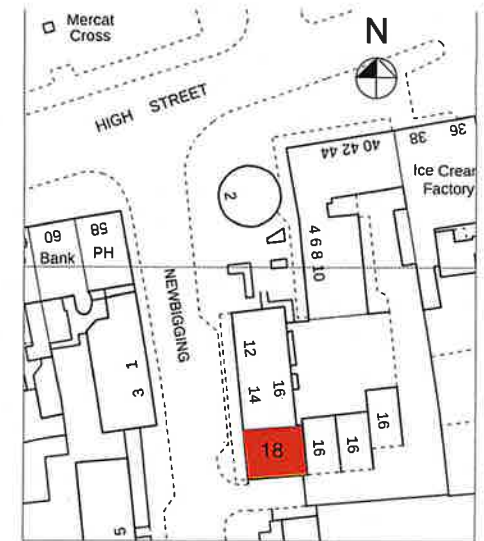 Mercat
Cross
N
HIGH STREET
36
38
40 42 44
Ice Crear
Factory
2
4 6 8 10
60
Bank
58
PH
NEWBIGGING
12
14
16
1
3
18
16
16
16
5